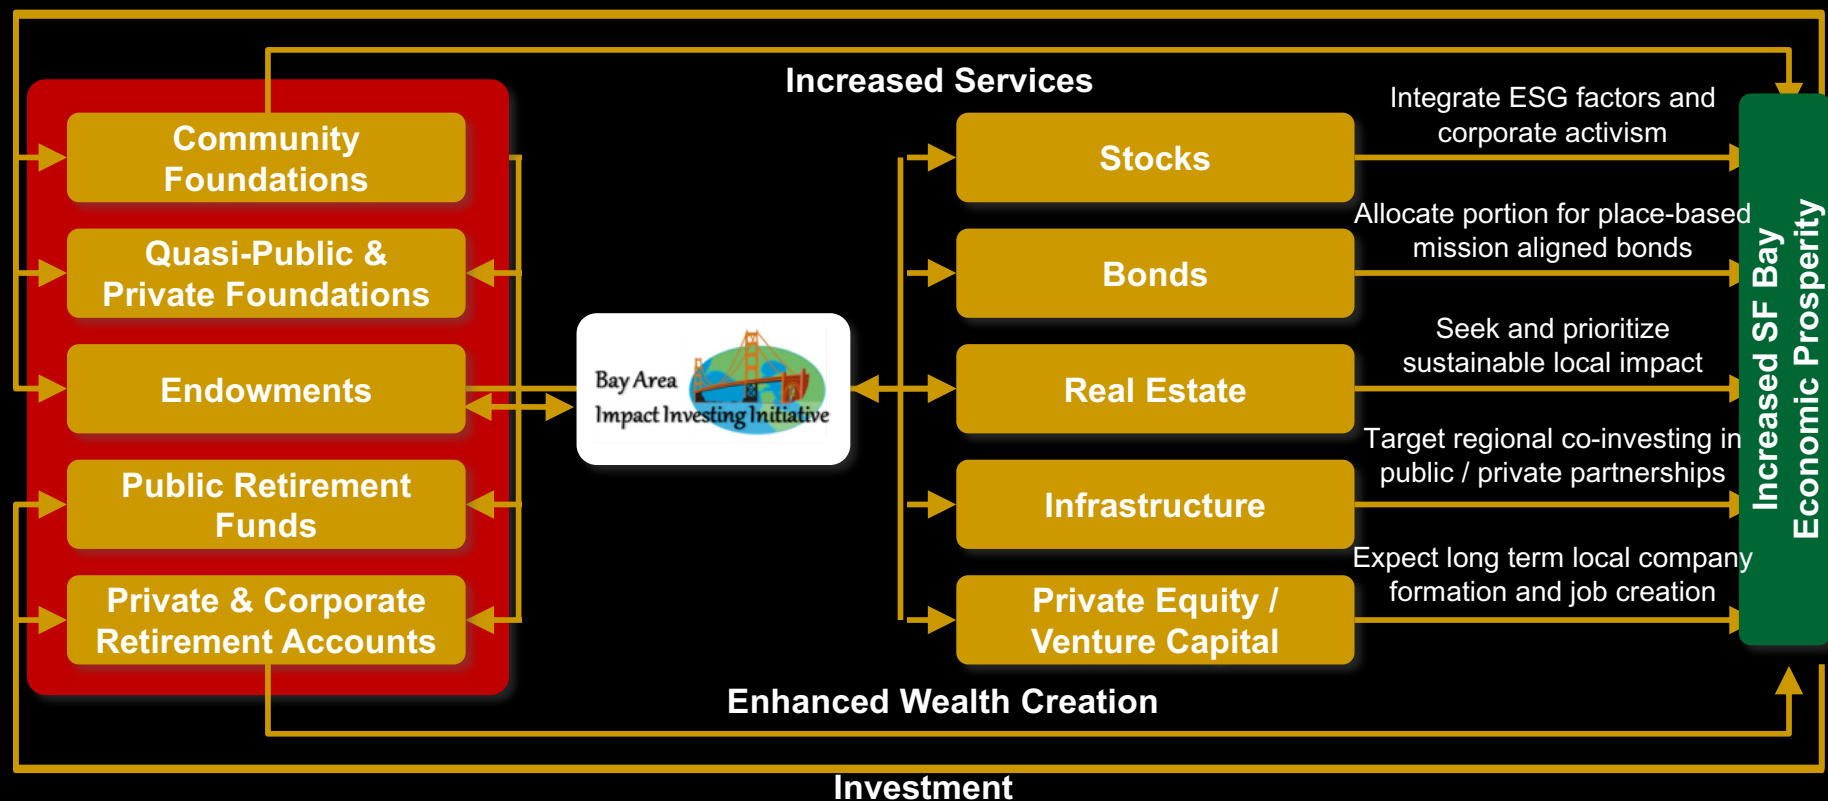 Increased Services
Community
Foundations
Quasi-Public &
Private Foundations
Endowments
Public Retirement
Funds
Private & Corporate
Retirement Accounts
Bay Area
Impact Investing Initiative
Stocks
Bonds
Real Estate
Infrastructure
Private Equity /
Venture Capital
Integrate ESG factors and
corporate activism
Allocate portion for place-based
mission aligned bonds
Seek and prioritize
sustainable local impact
Target regional co-investing in
public / private partnerships
Expect long term local company
formation and job creation
Increased SF Bay
Economic Prosperity
Enhanced Wealth Creation
Investment